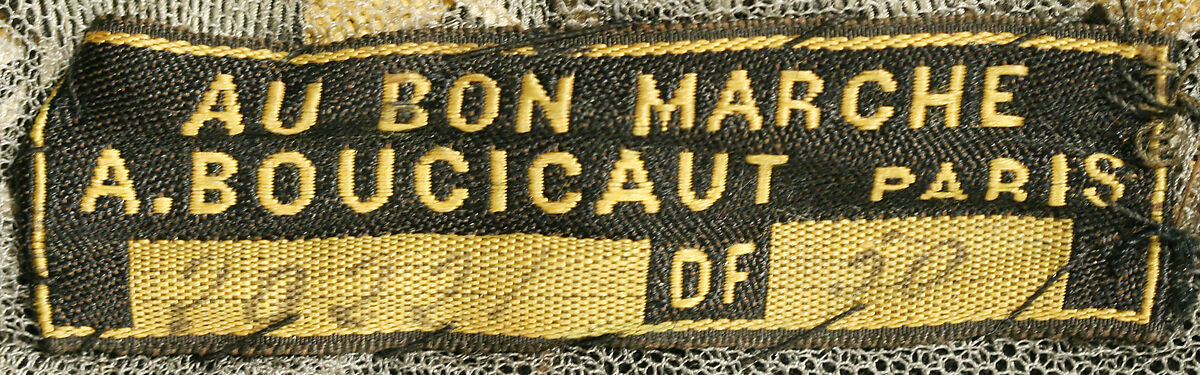 AU BON MARCHE
A. BOUCICAUT PARIS
DF